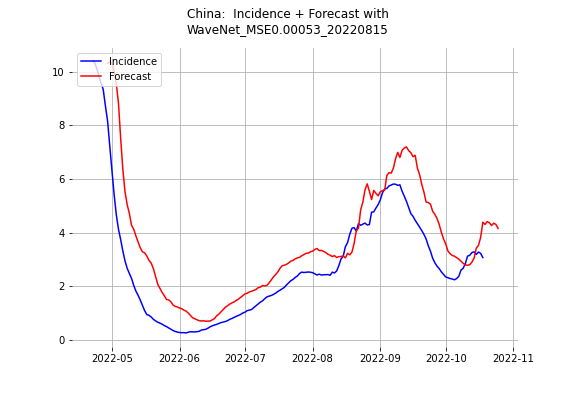 China:  Incidence + Forecast with
WaveNet_MSE0.00053_20220815
Incidence
Forecast
10
8
6
4
2
0
2022-05 2022-06 2022-07 2022-08 2022-09 2022-10 2022-11